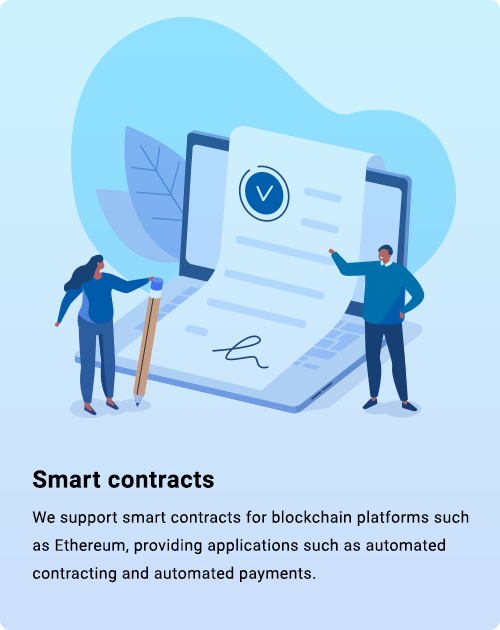 Smart contracts
We support smart contracts for blockchain platforms such
as Ethereum, providing applications such as automated
contracting and automated payments.